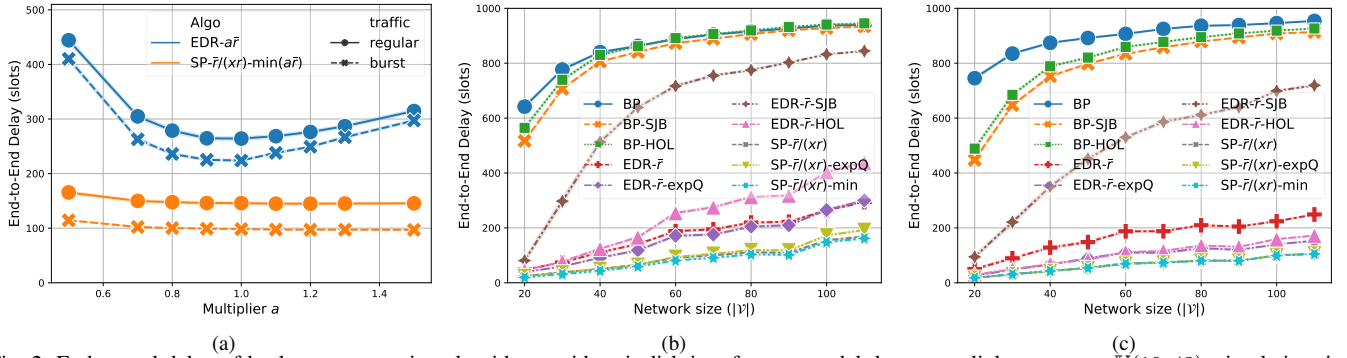 500
400
300
200
100
0
End-to-End Delay (slots)
Algo
EDR-ar̄
SP-r̄/(xr)-min(ar̄)
traffic
regular
burst
0.6 0.8 1.0 1.2 1.4
Multiplier a
(a)
1000
800
600
400
200
0
End-to-End Delay (slots)
BP
BP-SJB
BP-HOL
EDR-r̄
EDR-r̄-expQ
EDR-r̄-SJB
EDR-r̄-HOL
SP-r̄/(xr)
SP-r̄/(xr)-expQ
SP-r̄/(xr)-min
20 40 60 80 100
Network size (|𝒱|)
(b)
1000
800
600
400
200
0
End-to-End Delay (slots)
BP
BP-SJB
BP-HOL
EDR-r̄
EDR-r̄-expQ
EDR-r̄-SJB
EDR-r̄-HOL
SP-r̄/(xr)
SP-r̄/(xr)-expQ
SP-r̄/(xr)-min
20 40 60 80 100
Network size (|𝒱|)
(c)